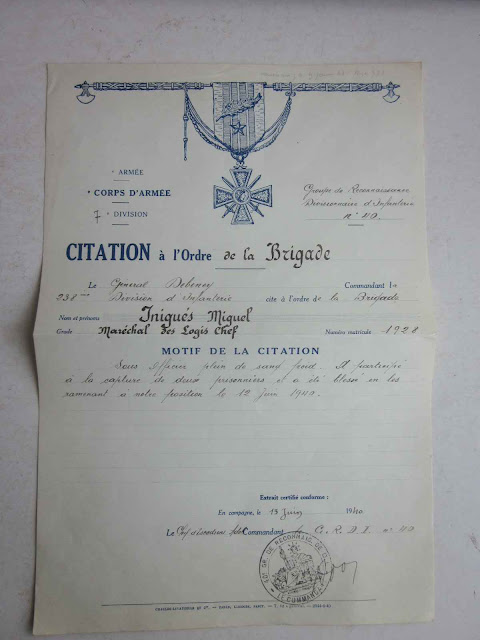 ARMÉE
CORPS D'ARMÉE
7e DIVISION
Groupe de Reconnaissance
Divisionnaire d'Infanterie
n° 40.
CITATION à l'Ordre de la Brigade
Le General Debeney Commandant la
238me Division d'Infanterie cite à l'ordre de la Brigade
Nom et prénoms Iniqués Miguel
Grade Maréchal des Logis Chef Numéro matricule - 1928
MOTIF DE LA CITATION
Sous Officier plein de sang froid. A participé
à la capture de deux prisonniers et a été blessé en les
ramenant a notre position le 12 juin 1940.
Extrait certifié conforme :
En campagne, le 13 Juin 1940
Le Chef d'escadrons Commandant le G. R. D. I. n° 40